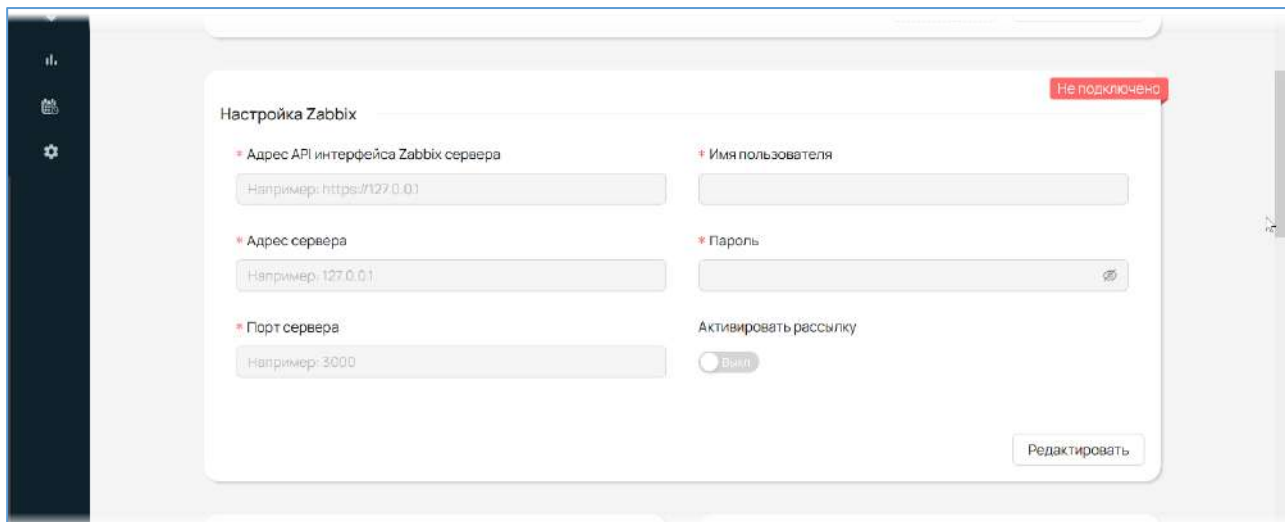 Не подключено
Настройка Zabbix
* Адрес API интерфейса Zabbix сервера
* Имя пользователя
Например: https://127.0.0.1
* Адрес сервера
* Пароль
Например: 127.0.0.1
* Порт сервера
Активировать рассылку
Например: 3000
Выкл
Редактировать